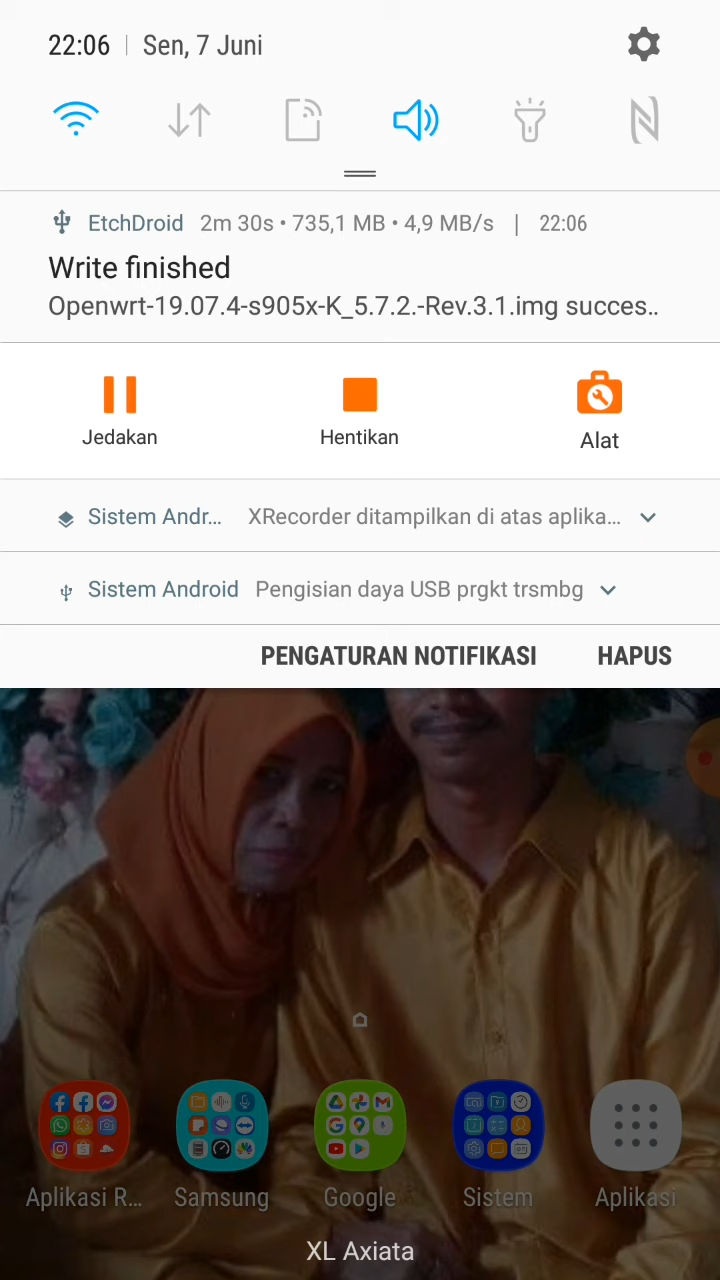 22:06 | Sen, 7 Juni
EtchDroid 2m 30s • 735,1 MB • 4,9 MB/s | 22:06
Write finished
Openwrt-19.07.4-s905x-K_5.7.2.-Rev.3.1.img succes..
Jedakan Hentikan Alat
Sistem Andr... XRecorder ditampilkan di atas aplika...
Sistem Android Pengisian daya USB prgkt trsmbg
PENGATURAN NOTIFIKASI HAPUS
Aplikasi R... Samsung Google Sistem Aplikasi
XL Axiata